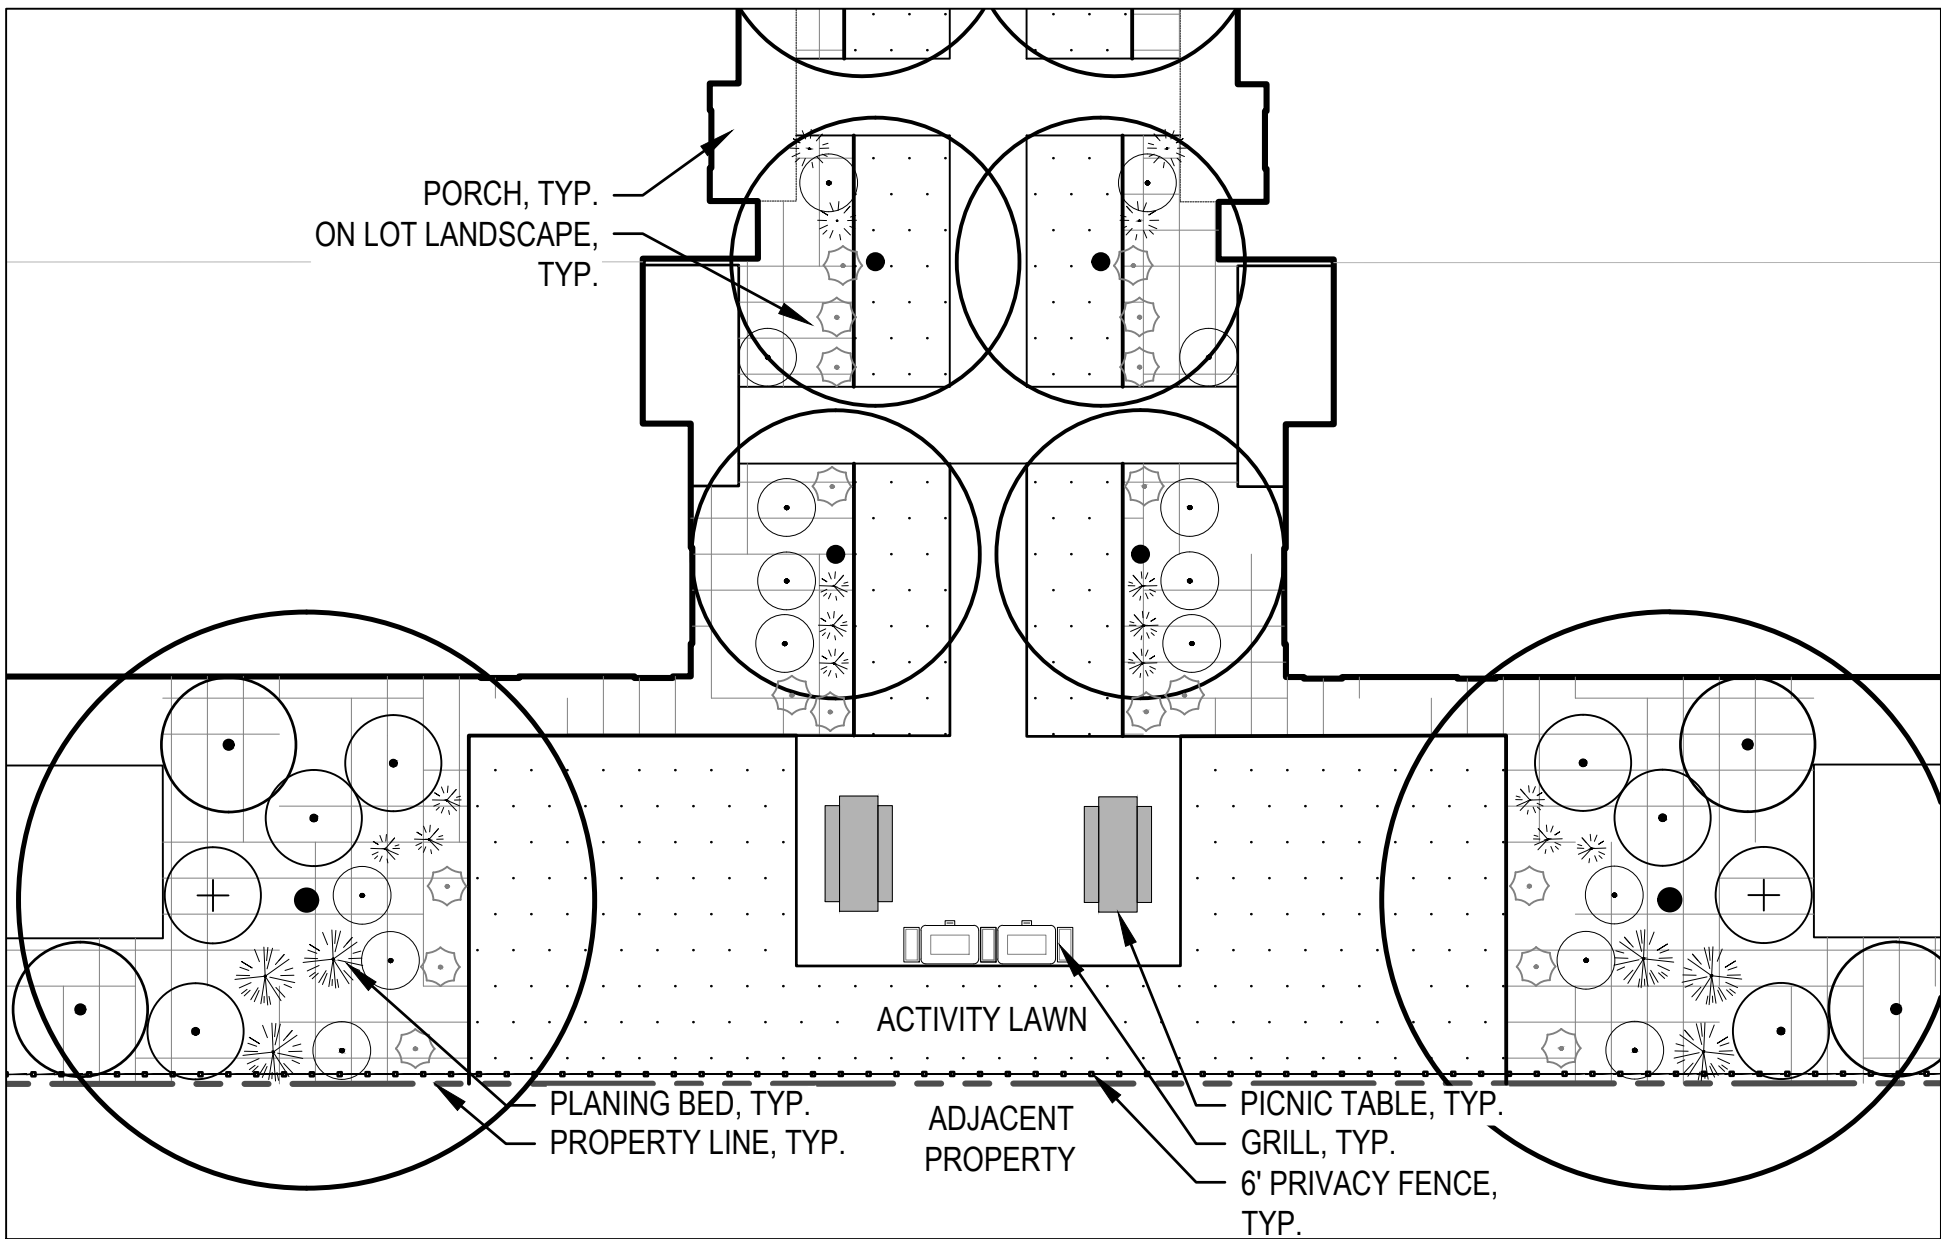 PORCH, TYP.
ON LOT LANDSCAPE,
TYP.
ACTIVITY LAWN
PLANING BED, TYP.
PROPERTY LINE, TYP.
ADJACENT
PROPERTY
PICNIC TABLE, TYP.
GRILL, TYP.
6' PRIVACY FENCE,
TYP.